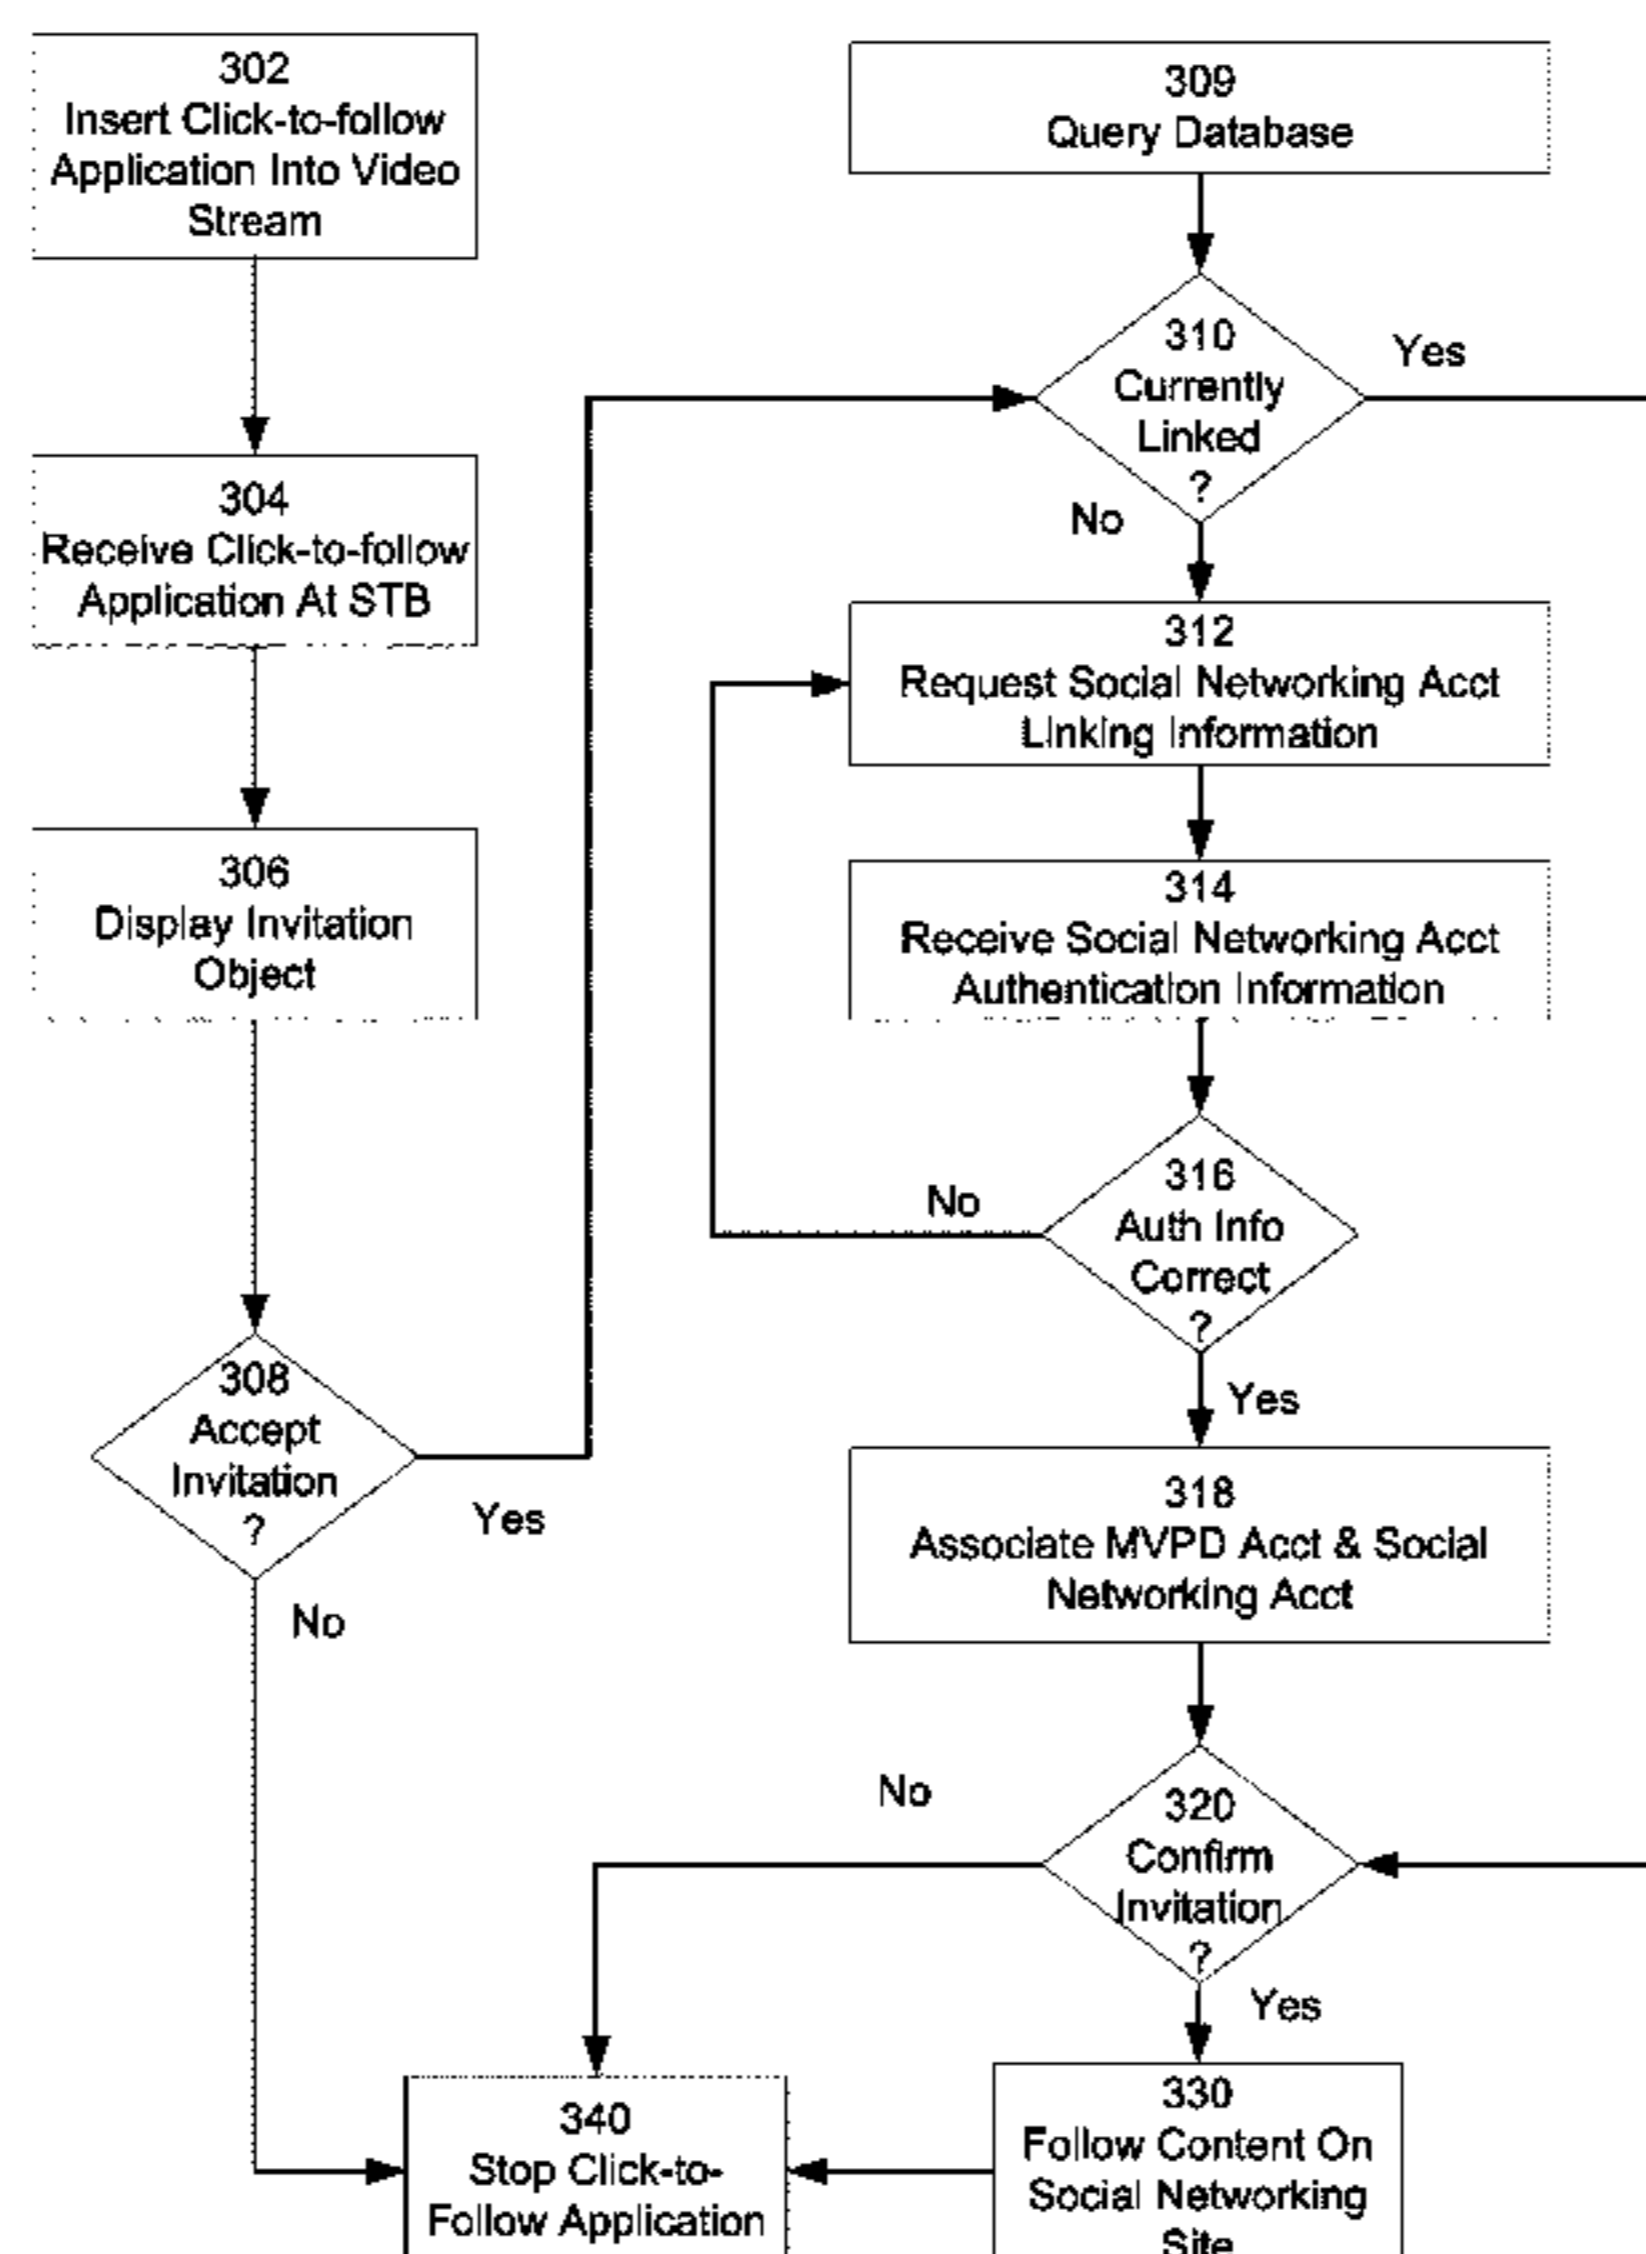 302
Insert Click-to-follow
Application Into Video
Stream
304
Receive Click-to-follow
Application At STB
306
Display Invitation
Object
308
Accept
Invitation
?
Yes
No
309
Query Database
310
Currently
Linked
?
Yes
No
312
Request Social Networking Acct
Linking Information
314
Receive Social Networking Acct
Authentication Information
316
Auth Info
Correct
?
No
Yes
318
Associate MVPD Acct & Social
Networking Acct
320
Confirm
Invitation
?
No
Yes
330
Follow Content On
Social Networking
Site
340
Stop Click-to-
Follow Application